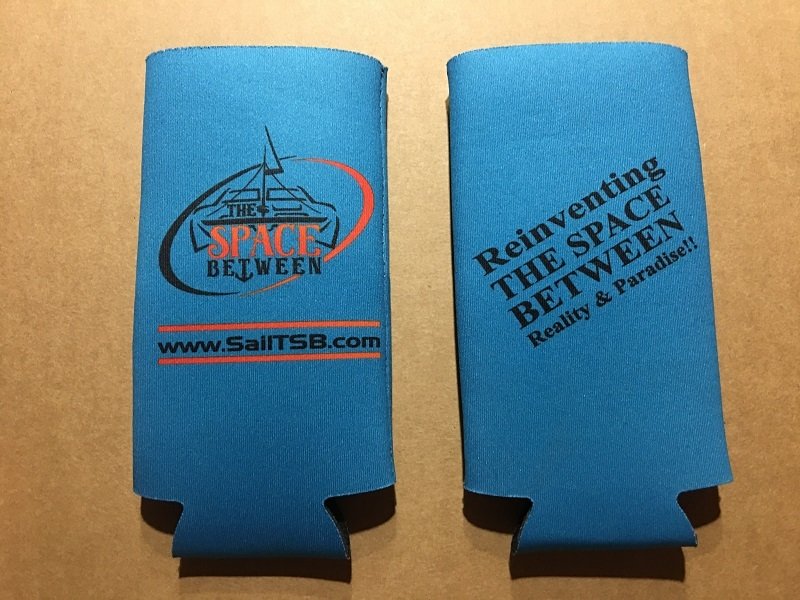 THE
SPACE
BETWEEN
www.SailTSB.com
Reinventing
THE SPACE
BETWEEN
Reality & Paradise!!